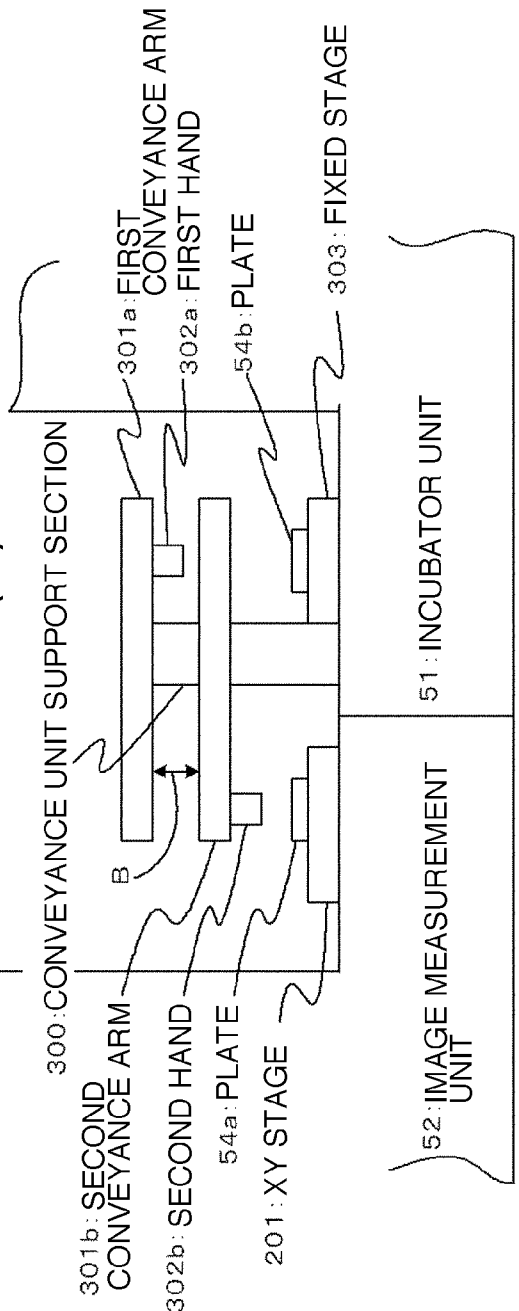 300:CONVEYANCE UNIT SUPPORT SECTION
301a:FIRST
CONVEYANCE ARM
302a:FIRST HAND
54b:PLATE
303:FIXED STAGE
B
301b:SECOND
CONVEYANCE ARM
302b:SECOND HAND
54a:PLATE
201:XY STAGE
52:IMAGE MEASUREMENT
UNIT
51:INCUBATOR UNIT